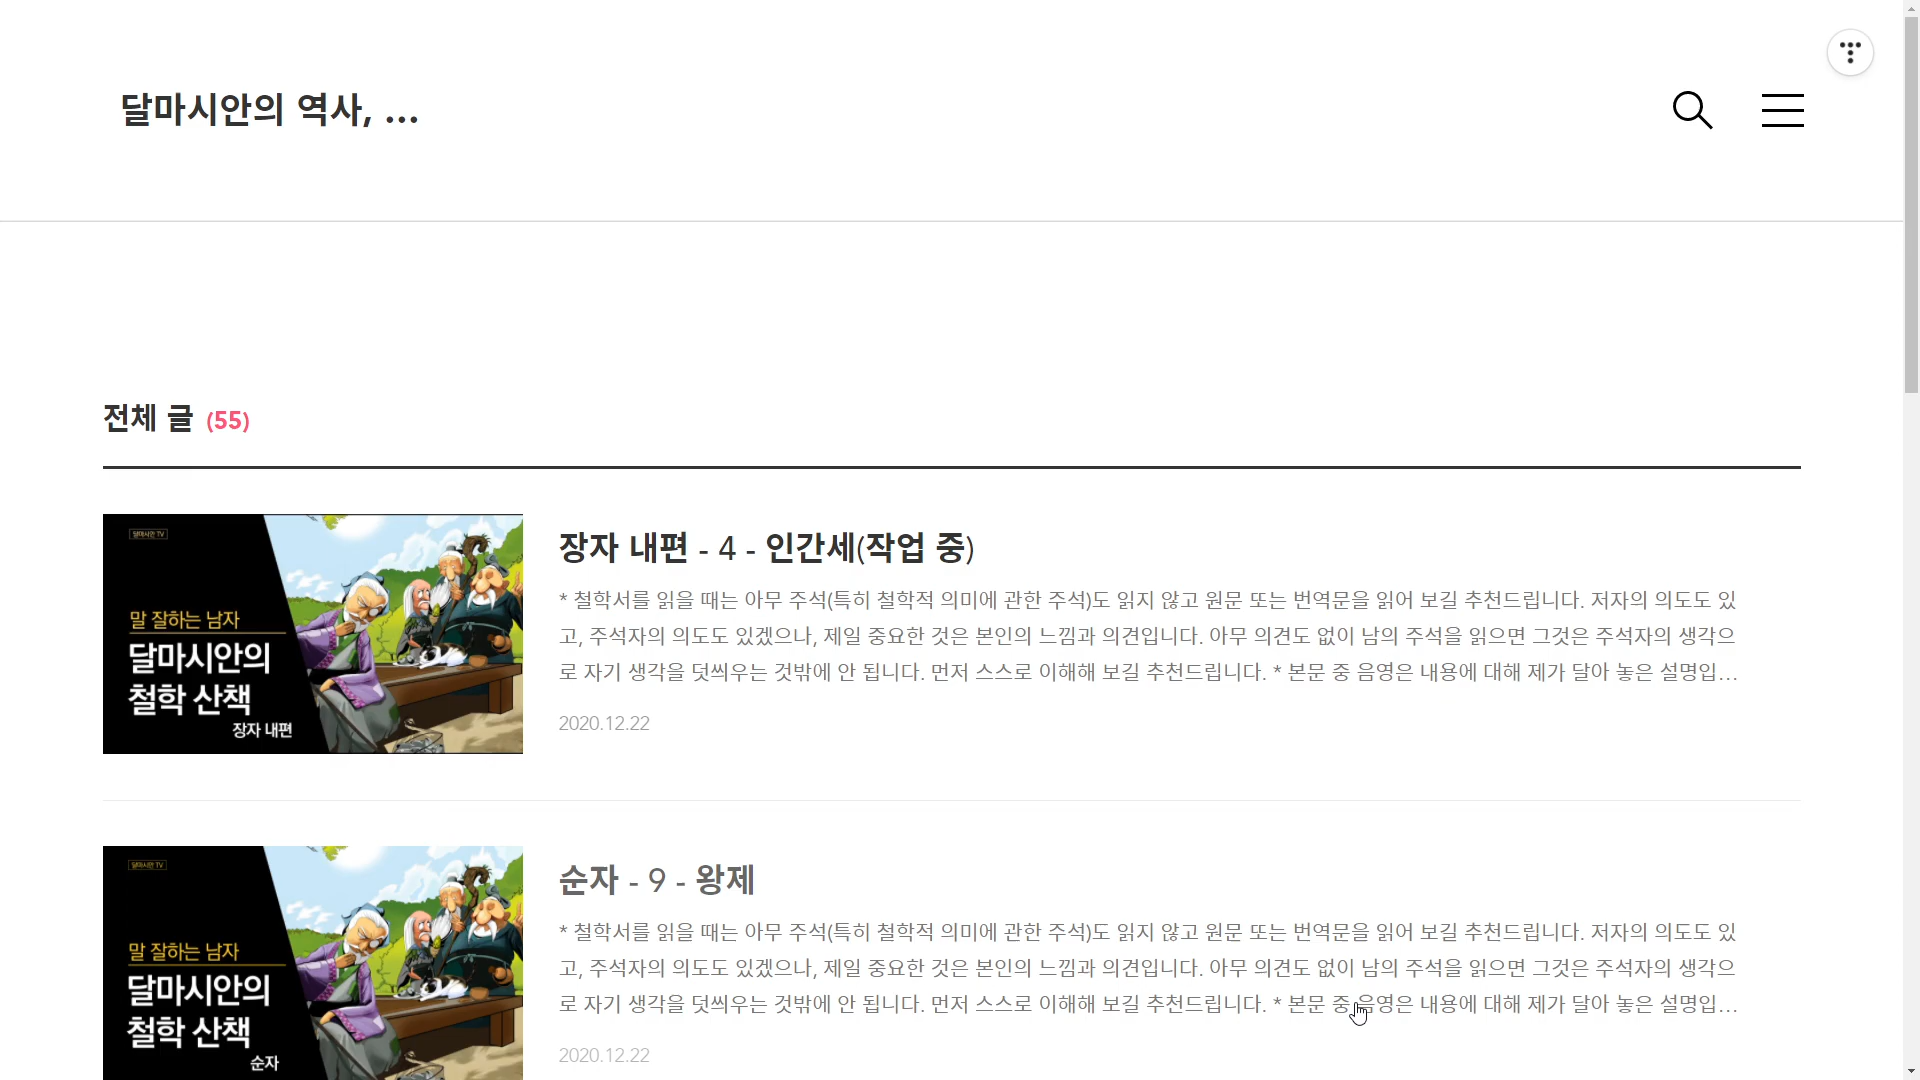 달마시안의 역사, ...
전체 글 (55)
달마시안 TV
말 잘하는 남자
달마시안의
철학 산책
장자 내편
장자 내편 - 4 - 인간세(작업 중)
* 철학서를 읽을 때는 아무 주석(특히 철학적 의미에 관한 주석)도 읽지 않고 원문 또는 번역문을 읽어 보길 추천드립니다. 저자의 의도도 있
고, 주석자의 의도도 있겠으나, 제일 중요한 것은 본인의 느낌과 의견입니다. 아무 의견도 없이 남의 주석을 읽으면 그것은 주석자의 생각으
로 자기 생각을 덧씌우는 것밖에 안 됩니다. 먼저 스스로 이해해 보길 추천드립니다. * 본문 중 음영은 내용에 대해 제가 달아 놓은 설명입...
2020.12.22
달마시안 TV
말 잘하는 남자
달마시안의
철학 산책
순자
순자 - 9 - 왕제
* 철학서를 읽을 때는 아무 주석(특히 철학적 의미에 관한 주석)도 읽지 않고 원문 또는 번역문을 읽어 보길 추천드립니다. 저자의 의도도 있
고, 주석자의 의도도 있겠으나, 제일 중요한 것은 본인의 느낌과 의견입니다. 아무 의견도 없이 남의 주석을 읽으면 그것은 주석자의 생각으
로 자기 생각을 덧씌우는 것밖에 안 됩니다. 먼저 스스로 이해해 보길 추천드립니다. * 본문 중 음영은 내용에 대해 제가 달아 놓은 설명입...
2020.12.22